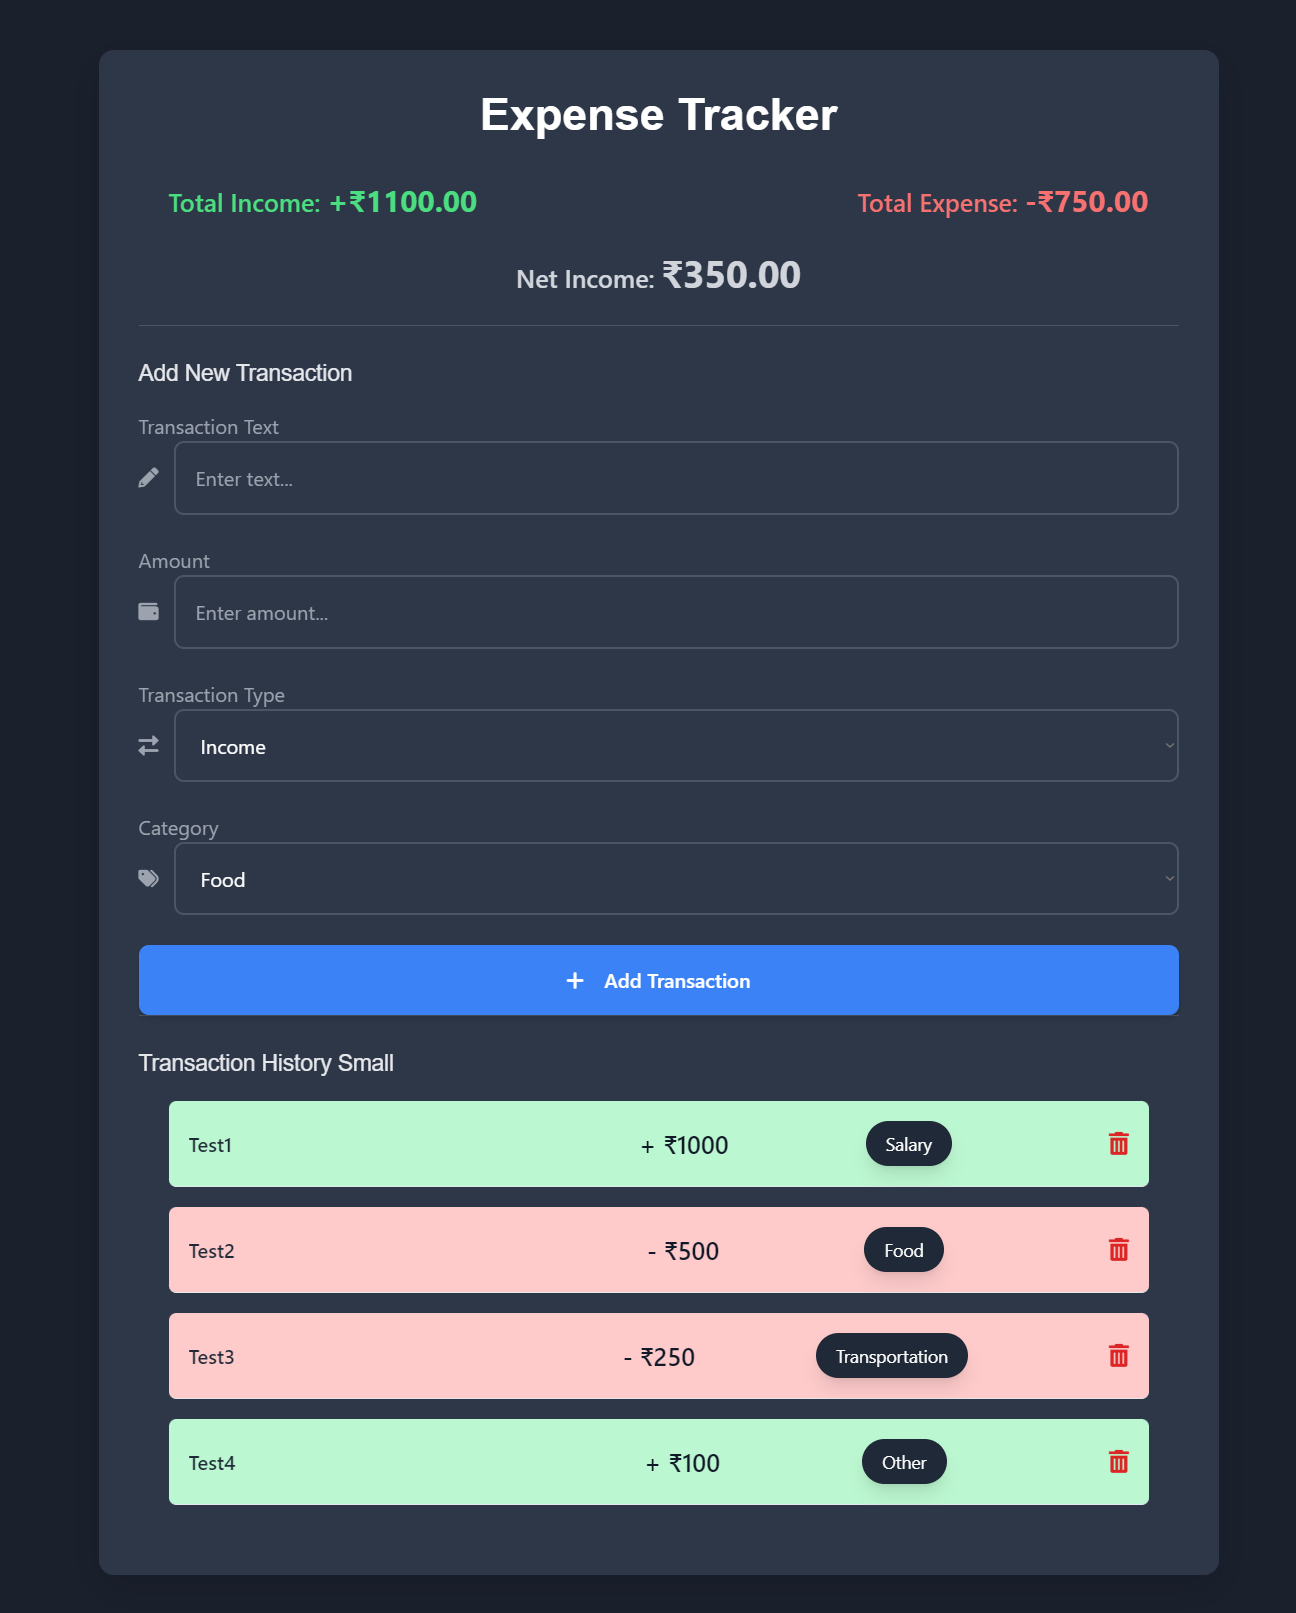 Expense Tracker
Total Income: +₹1100.00 Total Expense: -₹750.00
Net Income: ₹350.00
Add New Transaction
Transaction Text
Enter text...
Amount
Enter amount...
Transaction Type
Income
Category
Food
+ Add Transaction
Transaction History Small
Test1 + ₹1000 Salary
Test2 - ₹500 Food
Test3 - ₹250 Transportation
Test4 + ₹100 Other